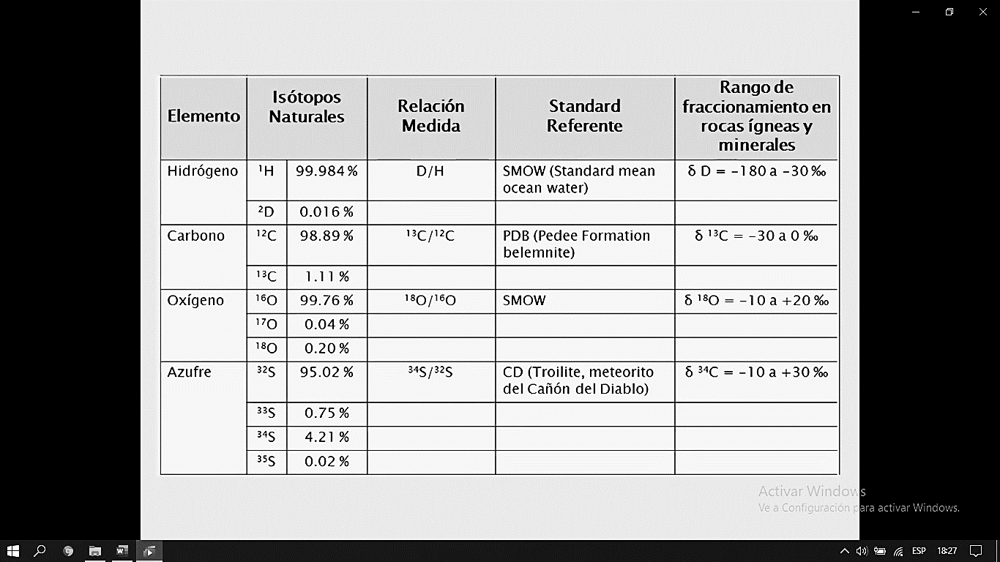 Elemento
Isótopos
Naturales
Relación
Medida
Standard
Referente
Rango de
fraccionamiento en
rocas ígneas y
minerales
Hidrógeno ¹H 99.984 % D/H SMOW (Standard mean
ocean water) δ D = −180 a −30 ‰
²D 0.016 %
Carbono ¹²C 98.89 % ¹³C/¹²C PDB (Pedee Formation
belemnite) δ ¹³C = −30 a 0 ‰
¹³C 1.11 %
Oxígeno ¹⁶O 99.76 % ¹⁸O/¹⁶O SMOW δ ¹⁸O = −10 a +20 ‰
¹⁷O 0.04 %
¹⁸O 0.20 %
Azufre ³²S 95.02 % ³⁴S/³²S CD (Troilite, meteorito
del Cañón del Diablo) δ ³⁴C = −10 a +30 ‰
³³S 0.75 %
³⁴S 4.21 %
³⁵S 0.02 %
Activar Windows
Ve a Configuración para activar Windows.
ESP 18:27